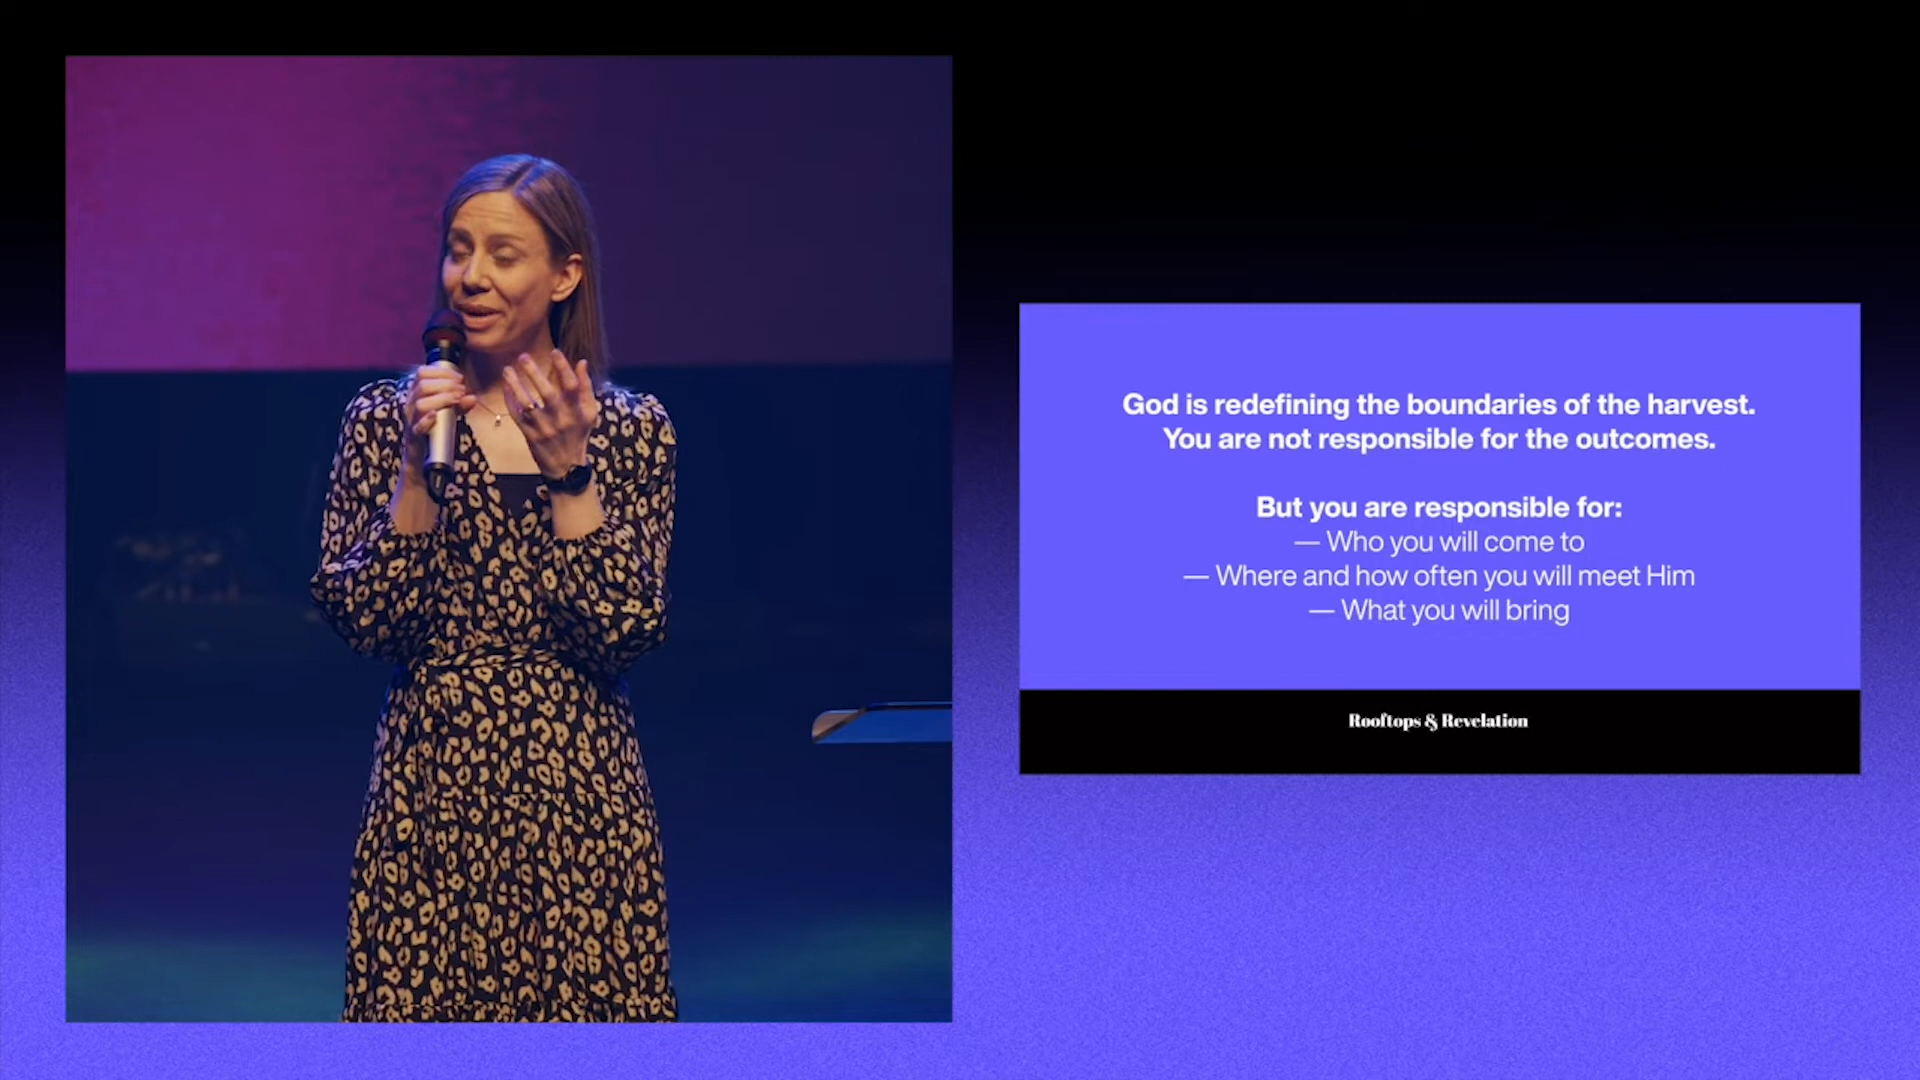 God is redefining the boundaries of the harvest.
You are not responsible for the outcomes.
But you are responsible for:
— Who you will come to
— Where and how often you will meet Him
— What you will bring
Rooftops & Revelation